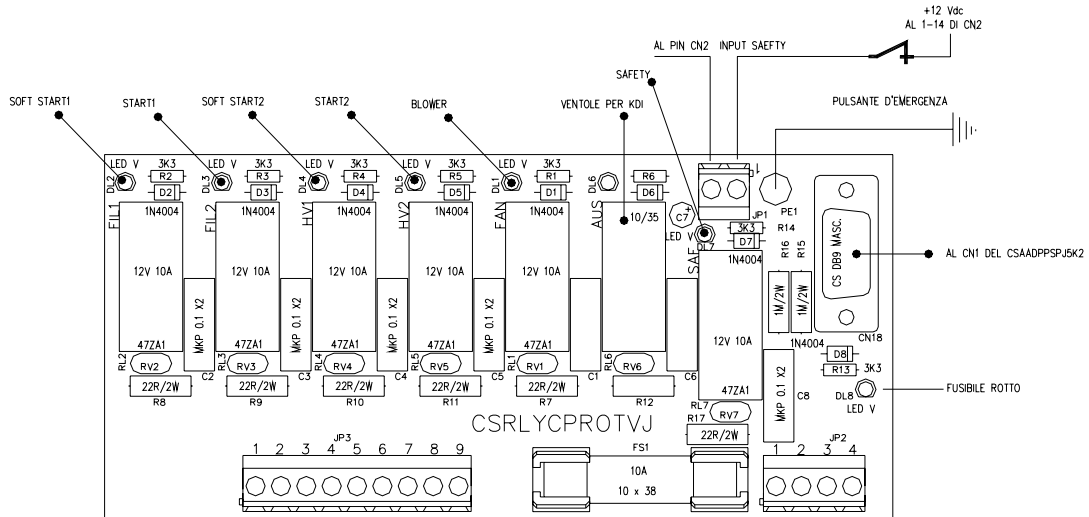 +12 Vdc
AL 1-14 DI CN2
AL PIN CN2 INPUT SAEFTY
SAFETY
SOFT START1
START1
SOFT START2
START2
BLOWER
VENTOLE PER KDI
PULSANTE D'EMERGENZA
LED V 3K3 LED V 3K3 LED V 3K3 LED V 3K3 LED V 3K3
DL2 R2 DL3 R3 DL4 R4 DL5 R5 DL1 R1 DL6 R6
D2 D3 D4 D5 D1 D6
FIL1 1N4004 FIL2 1N4004 HV1 1N4004 HV2 1N4004 FAN 1N4004 AUS 10/35
C7 +
LED V
DL7
JP1
1
PE1
3K3 R14
D7
SAF
1N4004
R16 R15
CS DB9 MASC.
AL CN1 DEL CSAADPPSPJ5K2
12V 10A 12V 10A 12V 10A 12V 10A 12V 10A
MKP 0.1 X2 MKP 0.1 X2 MKP 0.1 X2 MKP 0.1 X2 MKP 0.1 X2
1M/2W 1M/2W
12V 10A
CN18
1N4004
47ZA1 47ZA1 47ZA1 47ZA1 47ZA1
D8
RL2 RV2 RL3 RV3 RL4 RV4 RL5 RV5 RL1 RV1 RL6 RV6
R13 3K3
C2 C3 C4 C5 C1 C6
22R/2W 22R/2W 22R/2W 22R/2W 22R/2W
R8 R9 R10 R11 R7 R12
47ZA1
RL7 RV7
MKP 0.1 X2
C8
DL8
LED V
FUSIBILE ROTTO
R17
22R/2W
CSRLYCPROTVJ
JP3
1 2 3 4 5 6 7 8 9
FS1
10A
10 x 38
JP2
1 2 3 4